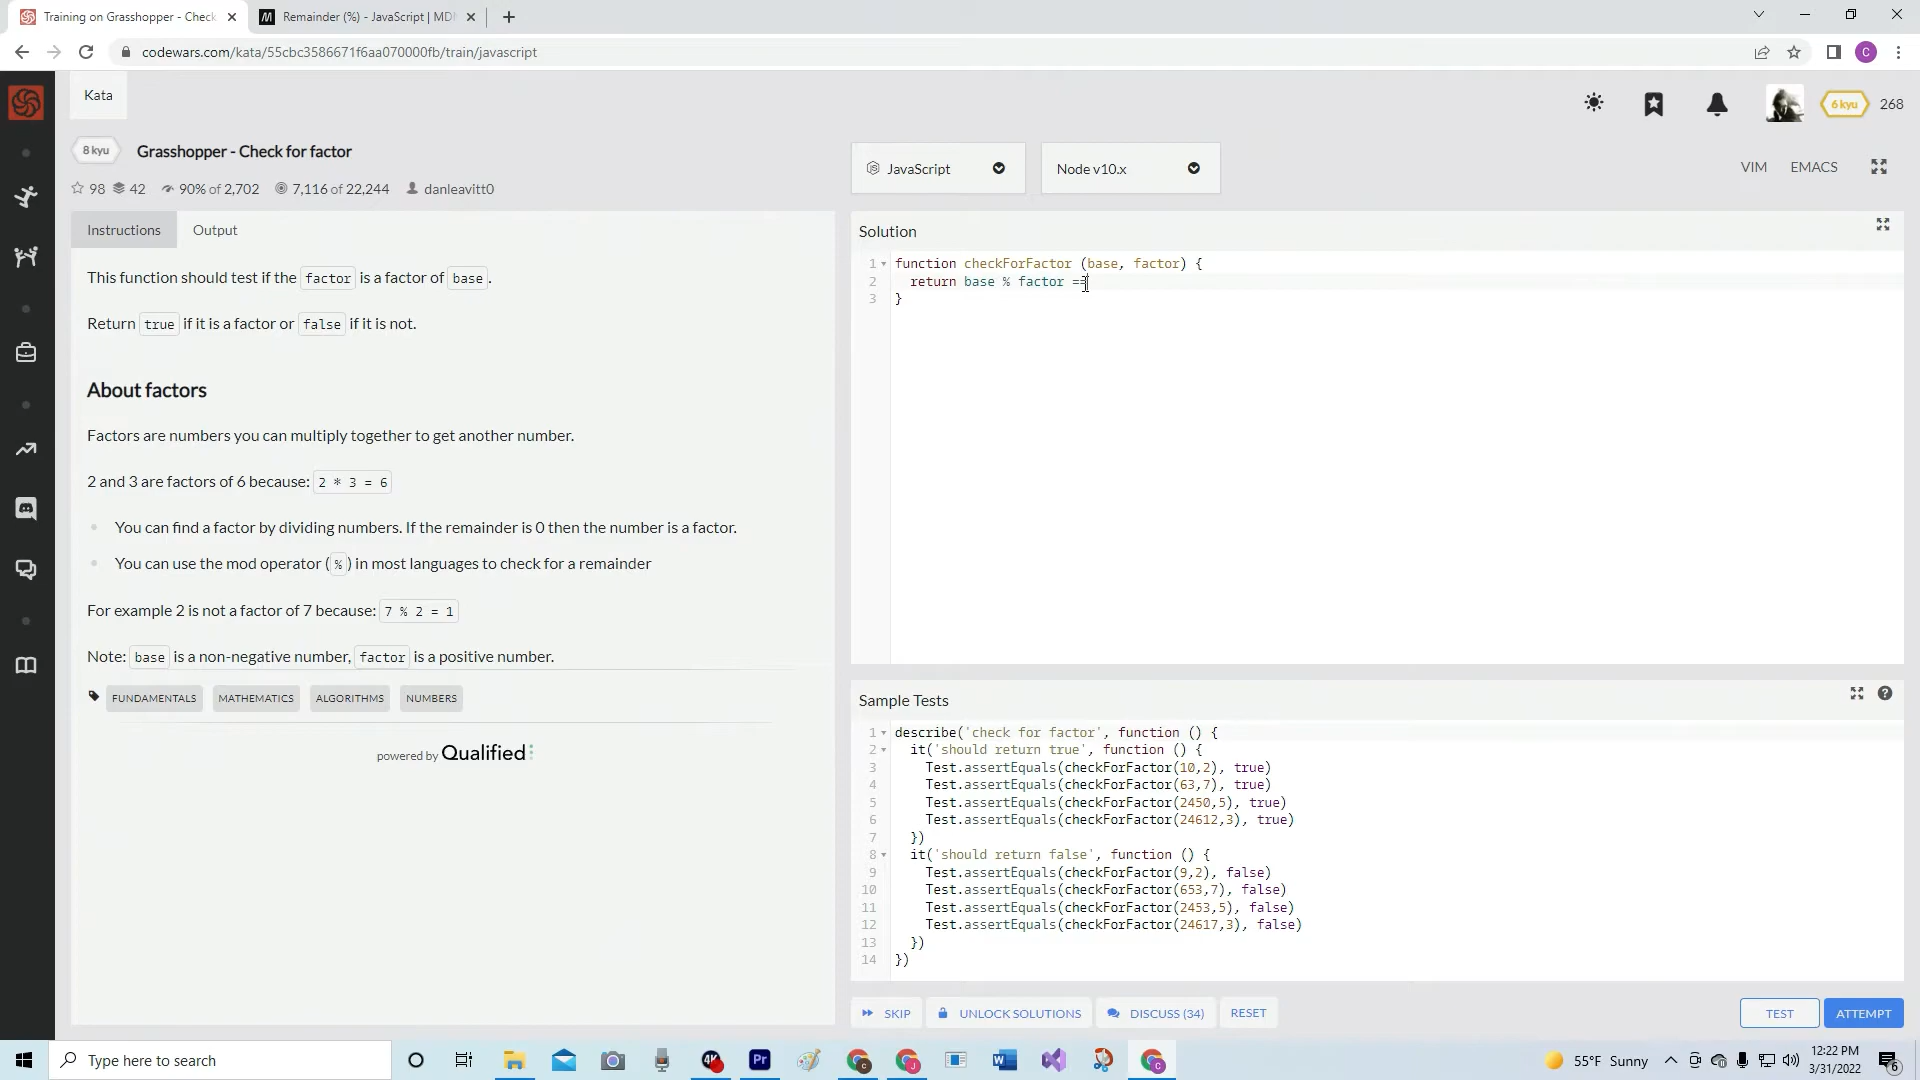 Training on Grasshopper - Check
Remainder (%) - JavaScript | MDN
codewars.com/kata/55cbc3586671f6aa070000fb/train/javascript
C
Kata
6 kyu
268
8 kyu
Grasshopper - Check for factor
98
42
90% of 2,702
7,116 of 22,244
danleavitt0
JavaScript
Node v10.x
VIM
EMACS
Instructions
Output
This function should test if the factor is a factor of base.
Return true if it is a factor or false if it is not.
About factors
Factors are numbers you can multiply together to get another number.
2 and 3 are factors of 6 because: 2 * 3 = 6
You can find a factor by dividing numbers. If the remainder is 0 then the number is a factor.
You can use the mod operator (%) in most languages to check for a remainder
For example 2 is not a factor of 7 because: 7 % 2 = 1
Note: base is a non-negative number, factor is a positive number.
FUNDAMENTALS
MATHEMATICS
ALGORITHMS
NUMBERS
powered by Qualified
Solution
1 function checkForFactor (base, factor) {
2 return base % factor ==
3 }
Sample Tests
1 describe('check for factor', function () {
2 it('should return true', function () {
3 Test.assertEquals(checkForFactor(10,2), true)
4 Test.assertEquals(checkForFactor(63,7), true)
5 Test.assertEquals(checkForFactor(2450,5), true)
6 Test.assertEquals(checkForFactor(24612,3), true)
7 })
8 it('should return false', function () {
9 Test.assertEquals(checkForFactor(9,2), false)
10 Test.assertEquals(checkForFactor(653,7), false)
11 Test.assertEquals(checkForFactor(2453,5), false)
12 Test.assertEquals(checkForFactor(24617,3), false)
13 })
14 })
SKIP
UNLOCK SOLUTIONS
DISCUSS (34)
RESET
TEST
ATTEMPT
Type here to search
4K
Pr
55°F Sunny
12:22 PM
3/31/2022
6